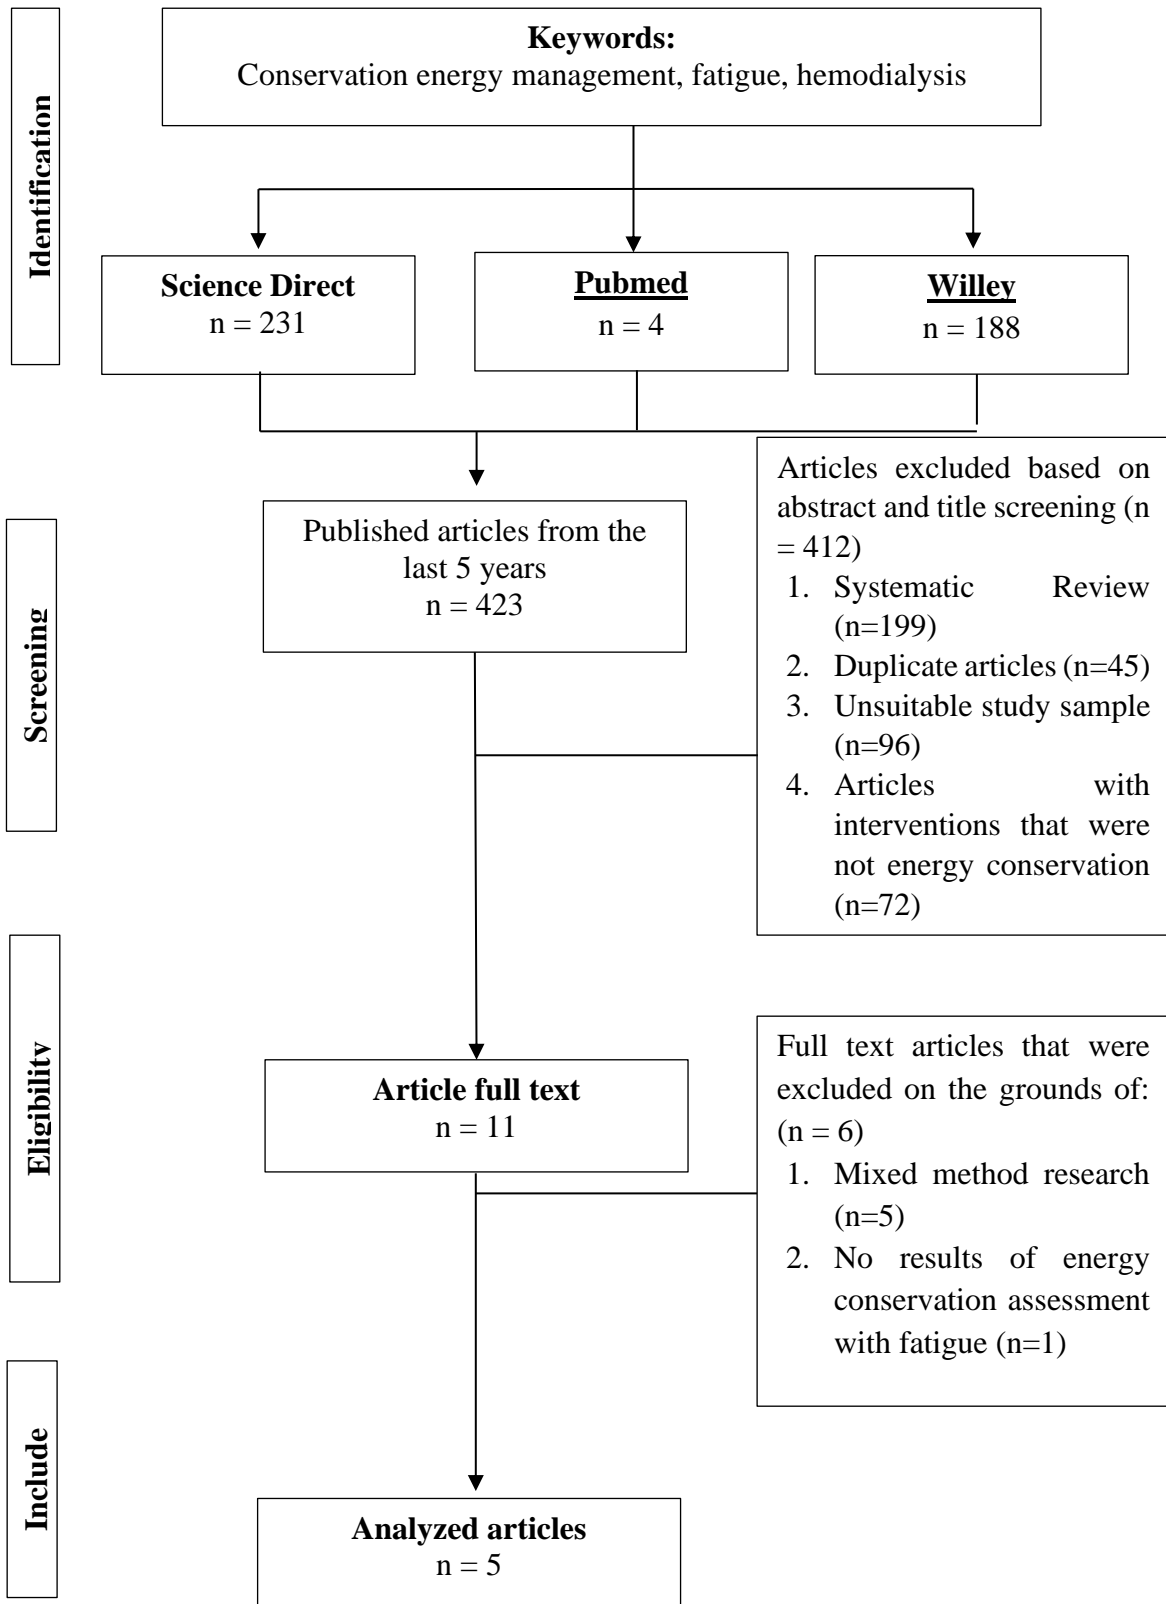 Identification
Keywords:
Conservation energy management, fatigue, hemodialysis
Science Direct
n = 231
Pubmed
n = 4
Willey
n = 188
Screening
Published articles from the
last 5 years
n = 423
Articles excluded based on
abstract and title screening (n
= 412)
1. Systematic Review
(n=199)
2. Duplicate articles (n=45)
3. Unsuitable study sample
(n=96)
4. Articles with
interventions that were
not energy conservation
(n=72)
Eligibility
Article full text
n = 11
Full text articles that were
excluded on the grounds of:
(n = 6)
1. Mixed method research
(n=5)
2. No results of energy
conservation assessment
with fatigue (n=1)
Include
Analyzed articles
n = 5